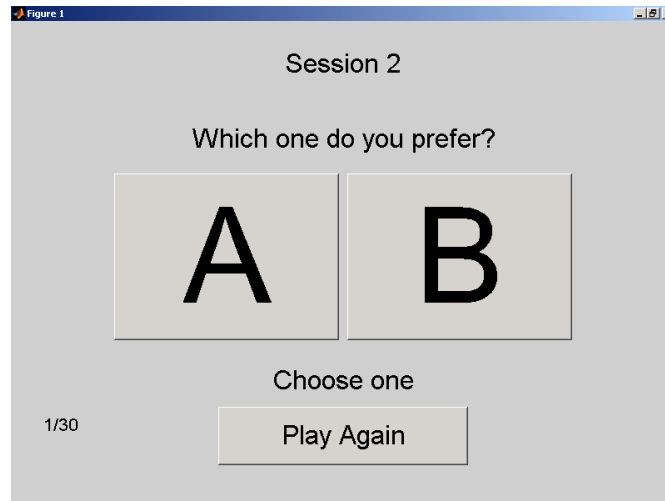 Figure 1
Session 2
Which one do you prefer?
A B
Choose one
1/30
Play Again